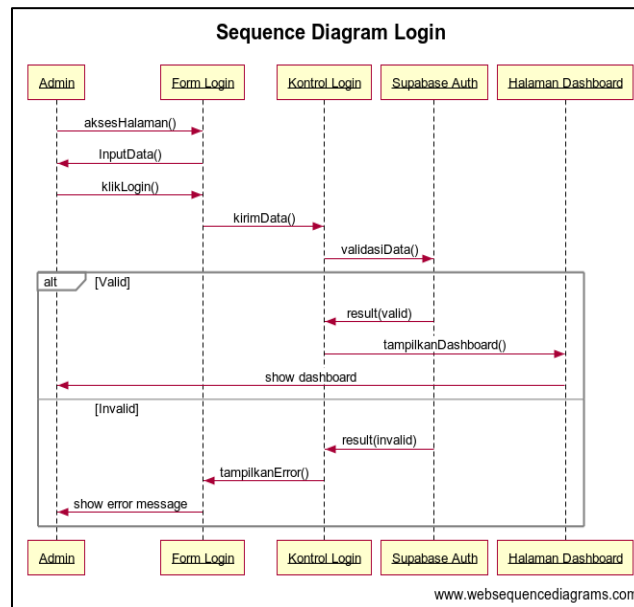 Sequence Diagram Login
Admin
Form Login
Kontrol Login
Supabase Auth
Halaman Dashboard
aksesHalaman()
InputData()
klikLogin()
kirimData()
validasiData()
alt
[Valid]
result(valid)
tampilkanDashboard()
show dashboard
[Invalid]
result(invalid)
tampilkanError()
show error message
Admin
Form Login
Kontrol Login
Supabase Auth
Halaman Dashboard
www.websequencediagrams.com